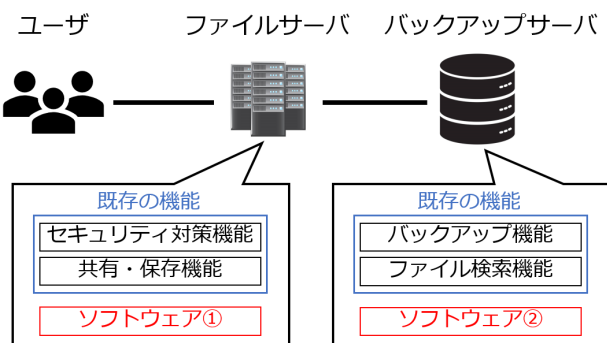 ユーザ
ファイルサーバ
バックアップサーバ
既存の機能
セキュリティ対策機能
共有・保存機能
ソフトウェア①
既存の機能
バックアップ機能
ファイル検索機能
ソフトウェア②